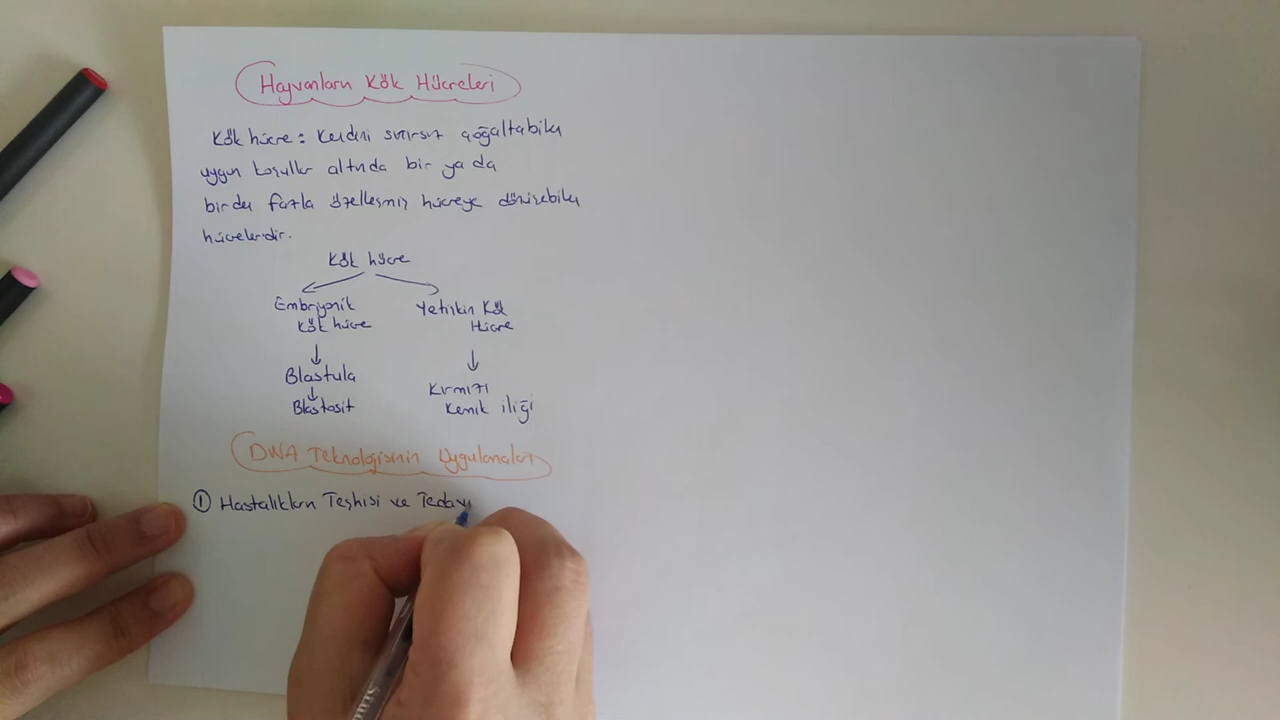 Hayvanların Kök Hücreleri
Kök hücre: Kendini sınırsız çoğaltabilen
uygun koşullar altında bir ya da
birden fazla özelleşmiş hücreye dönüşebilen
hücrelerdir.
Kök hücre
Embriyonik Yetişkin Kök
Kök hücre Hücre
Blastula Kırmızı
Blastosit Kemik iliği
DNA Teknolojisinin Uygulamaları
① Hastalıkların Teşhisi ve Tedavi